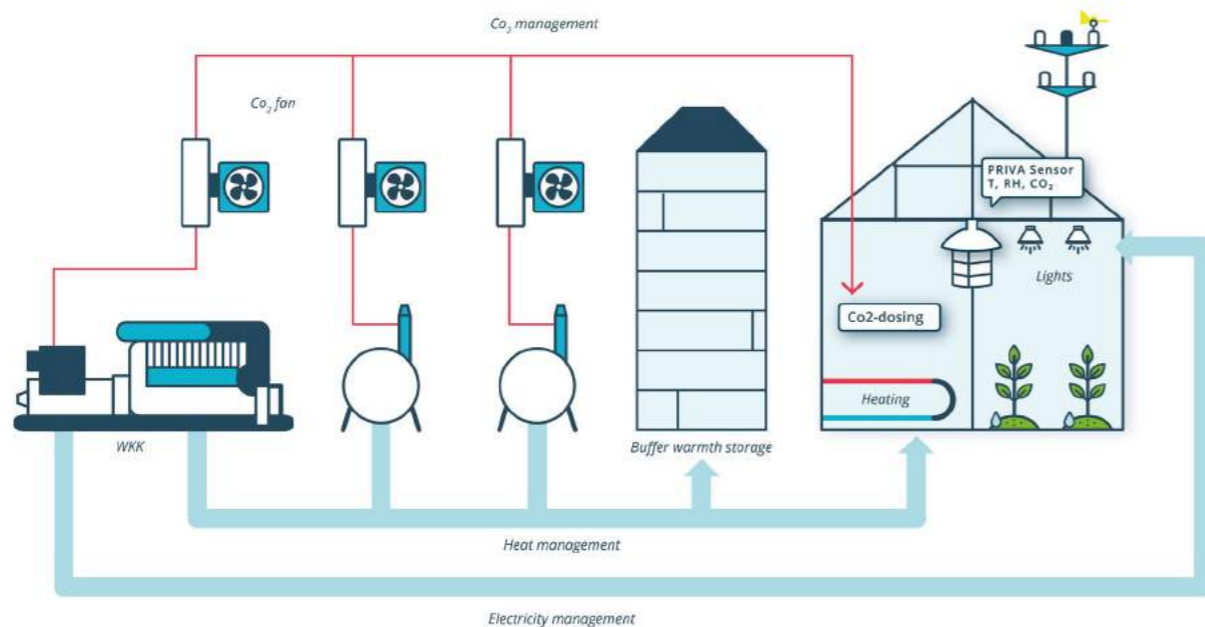 Co₂ management
Co₂ fan
PRIVA Sensor
T, RH, CO₂
Lights
Co2-dosing
Heating
WKK
Buffer warmth storage
Heat management
Electricity management